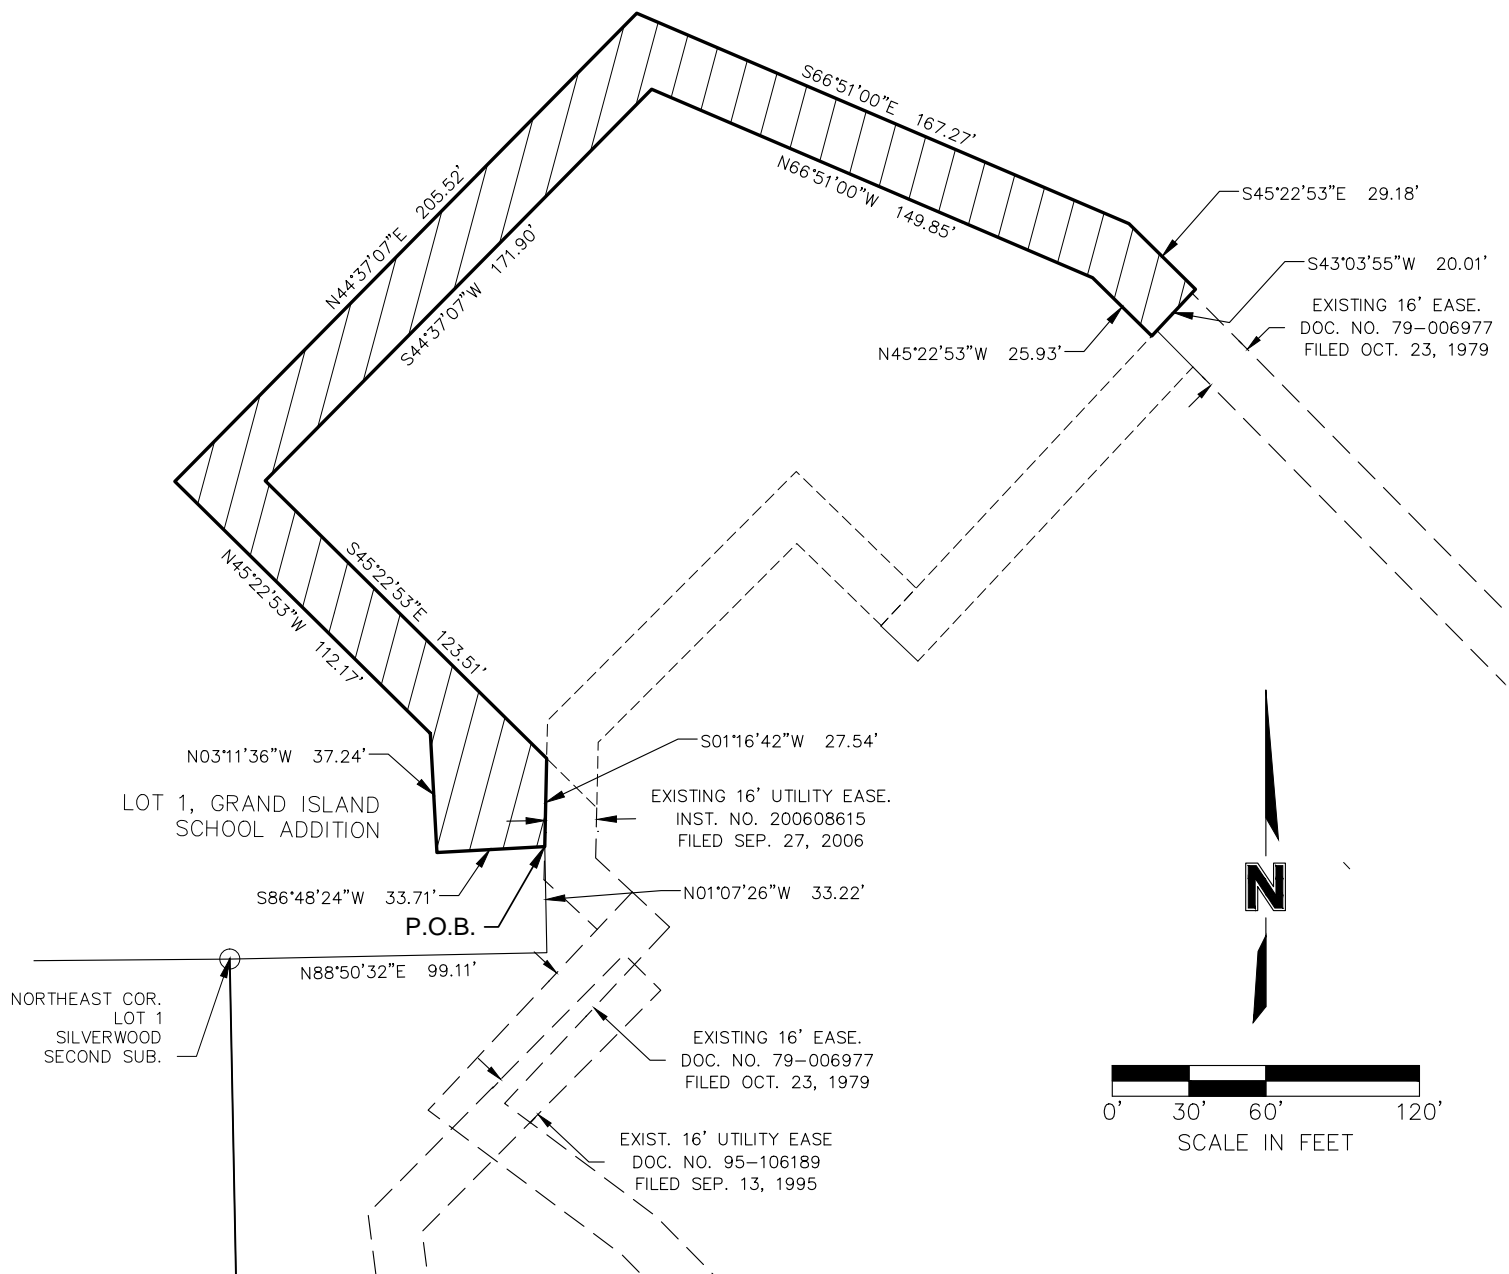 S66°51'00"E 167.27'
N66°51'00"W 149.85'
N44°37'07"E 205.52'
S44°37'07"W 171.90'
S45°22'53"E 29.18'
S43°03'55"W 20.01'
EXISTING 16' EASE.
DOC. NO. 79-006977
FILED OCT. 23, 1979
N45°22'53"W 25.93'
S45°22'53"E 123.51'
N45°22'53"W 112.17'
N03°11'36"W 37.24'
S01°16'42"W 27.54'
LOT 1, GRAND ISLAND
SCHOOL ADDITION
EXISTING 16' UTILITY EASE.
INST. NO. 200608615
FILED SEP. 27, 2006
S86°48'24"W 33.71'
N01°07'26"W 33.22'
P.O.B.
N88°50'32"E 99.11'
NORTHEAST COR.
LOT 1
SILVERWOOD
SECOND SUB.
EXISTING 16' EASE.
DOC. NO. 79-006977
FILED OCT. 23, 1979
EXIST. 16' UTILITY EASE
DOC. NO. 95-106189
FILED SEP. 13, 1995
N
0' 30' 60' 120'
SCALE IN FEET